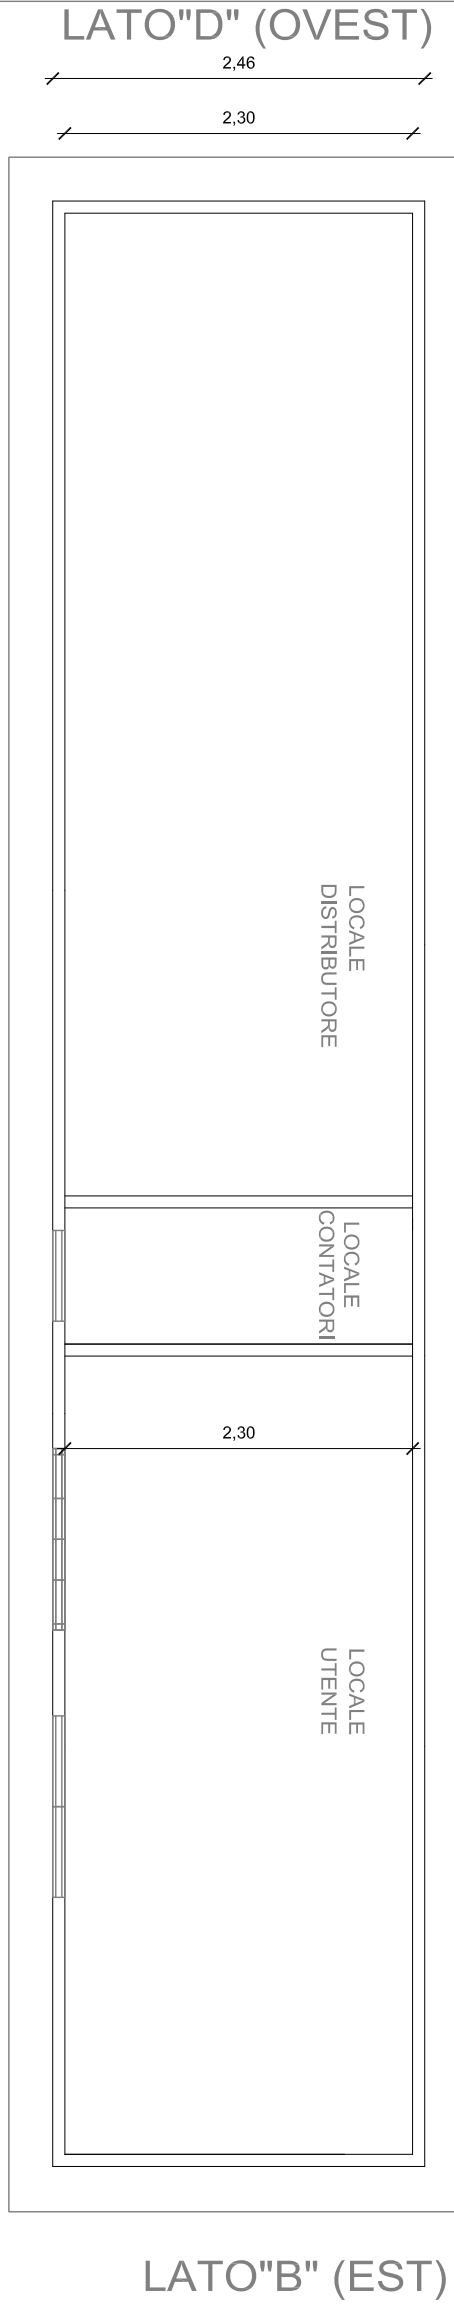 LATO"D" (OVEST)
2,46
2,30
LOCALE
DISTRIBUTORE
LOCALE
CONTATORI
2,30
LOCALE
UTENTE
LATO"B" (EST)